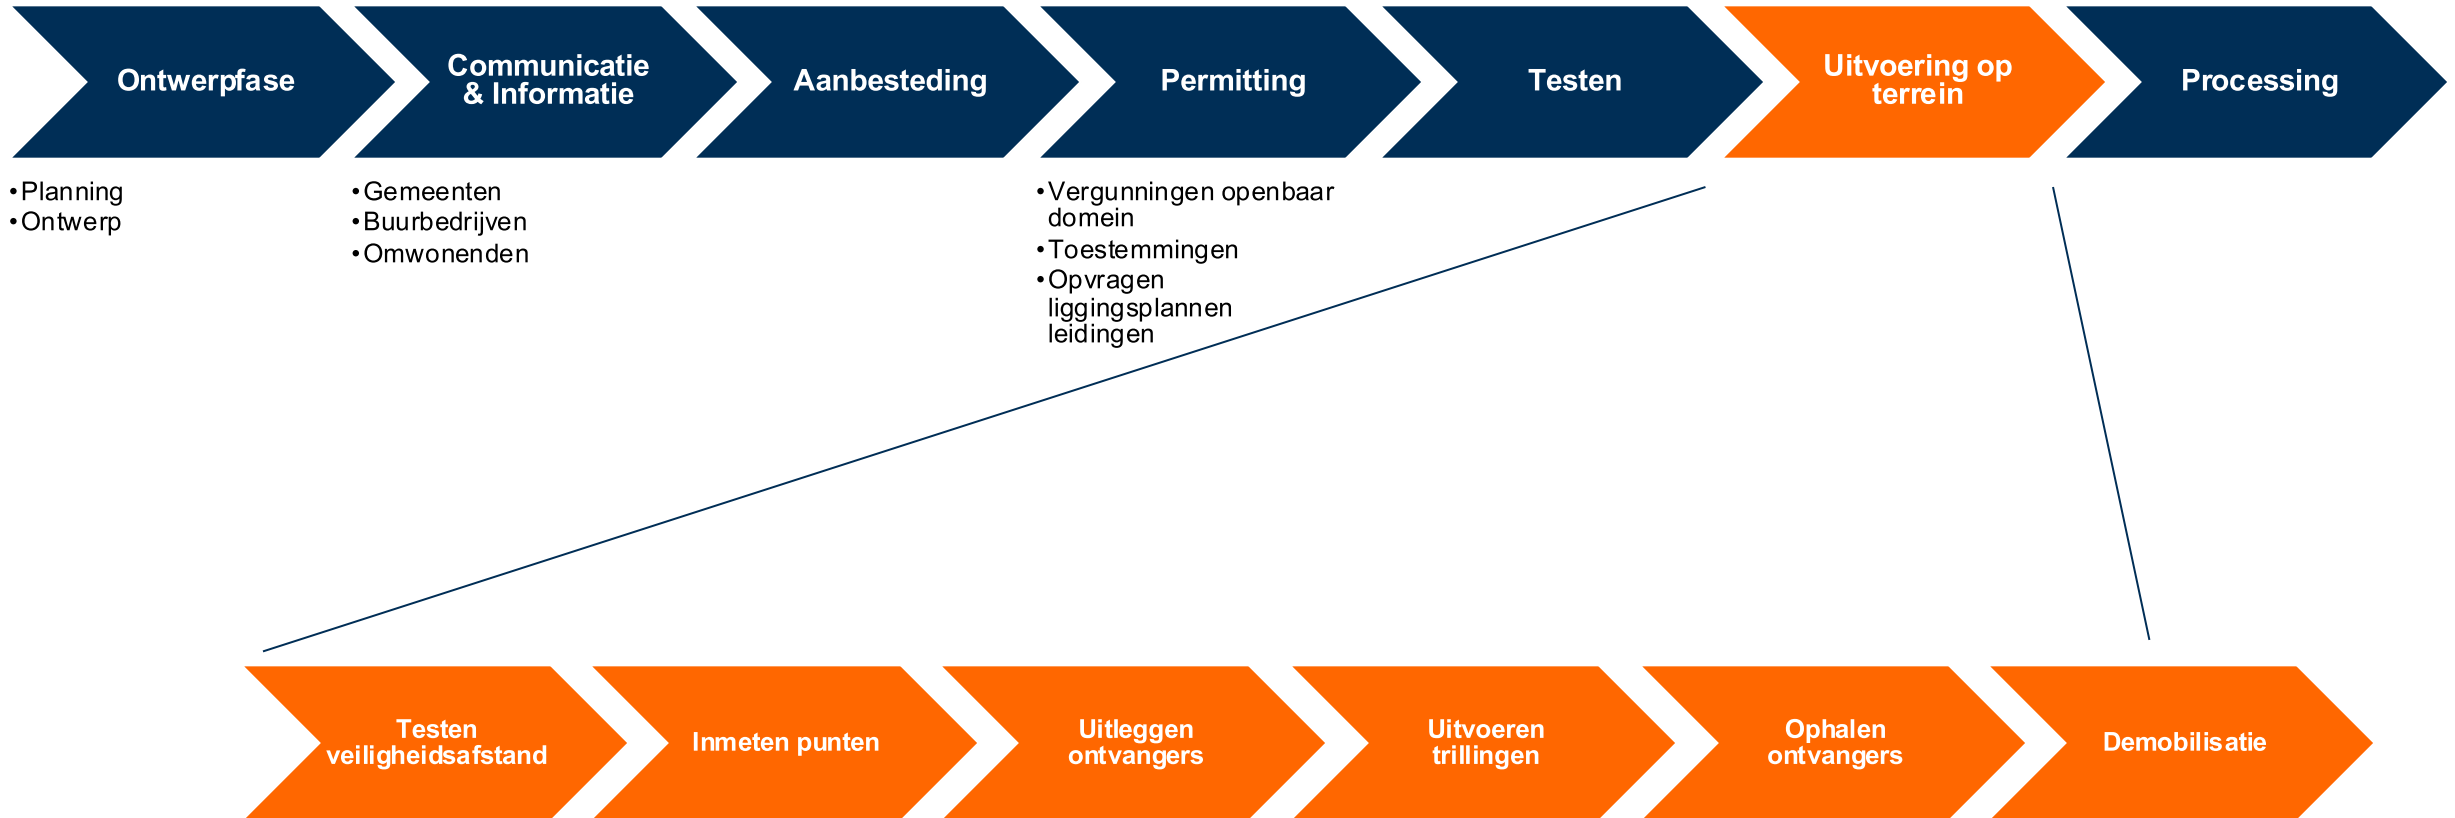 Ontwerpfase
Communicatie
& Informatie
Aanbesteding
Permitting
Testen
Uitvoering op
terrein
Processing
•Planning
•Ontwerp
•Gemeenten
•Buurbedrijven
•Omwonenden
•Vergunningen openbaar
domein
•Toestemmingen
•Opvragen
liggingsplannen
leidingen
Testen
veiligheidsafstand
Inmeten punten
Uitleggen
ontvangers
Uitvoeren
trillingen
Ophalen
ontvangers
Demobilisatie